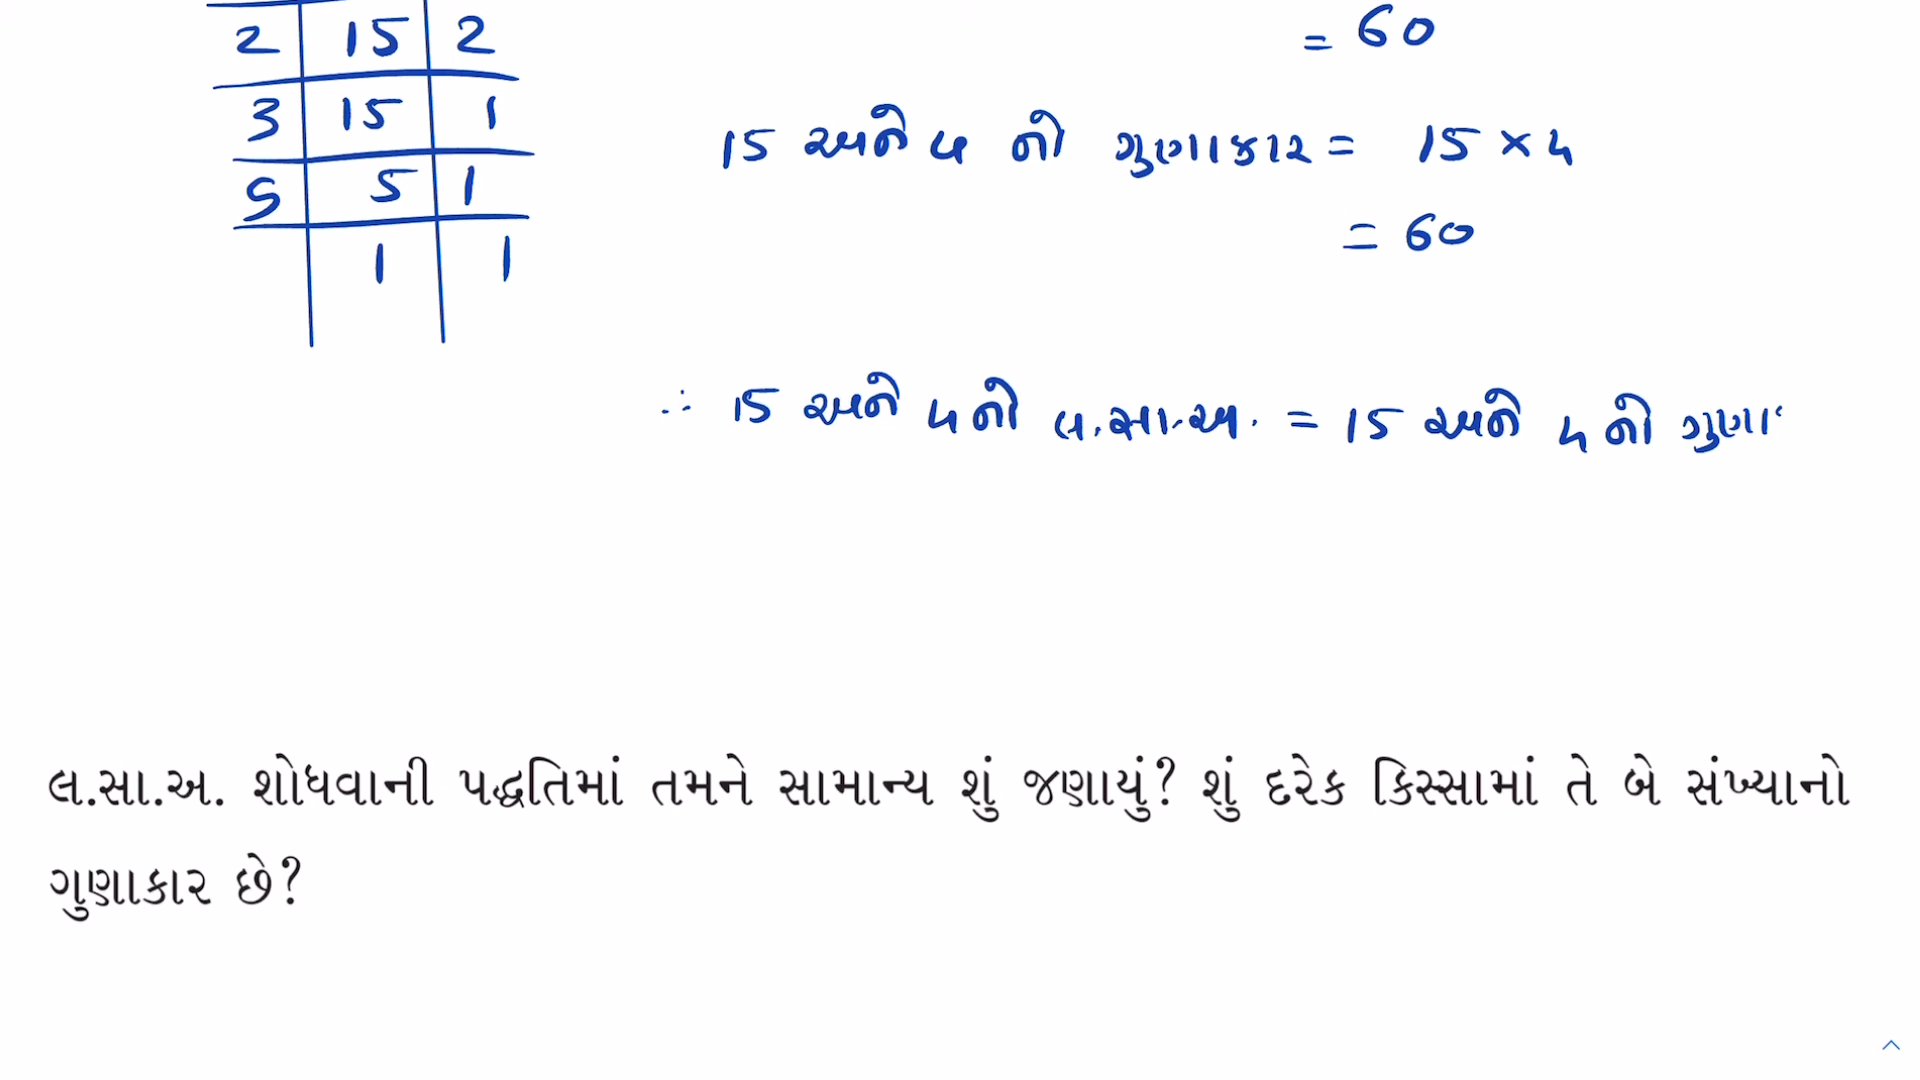 2 | 15 | 2
3 | 15 | 1
5 | 5 | 1
1 | 1
= 60
15 અને ૪ નો ગુણાકાર = 15 × 4
= 60
∴ 15 અને 4 નો લ.સા.અ. = 15 અને 4 નો ગુણા
લ.સા.અ. શોધવાની પદ્ધતિમાં તમને સામાન્ય શું જણાયું? શું દરેક કિસ્સામાં તે બે સંખ્યાનો
ગુણાકાર છે?